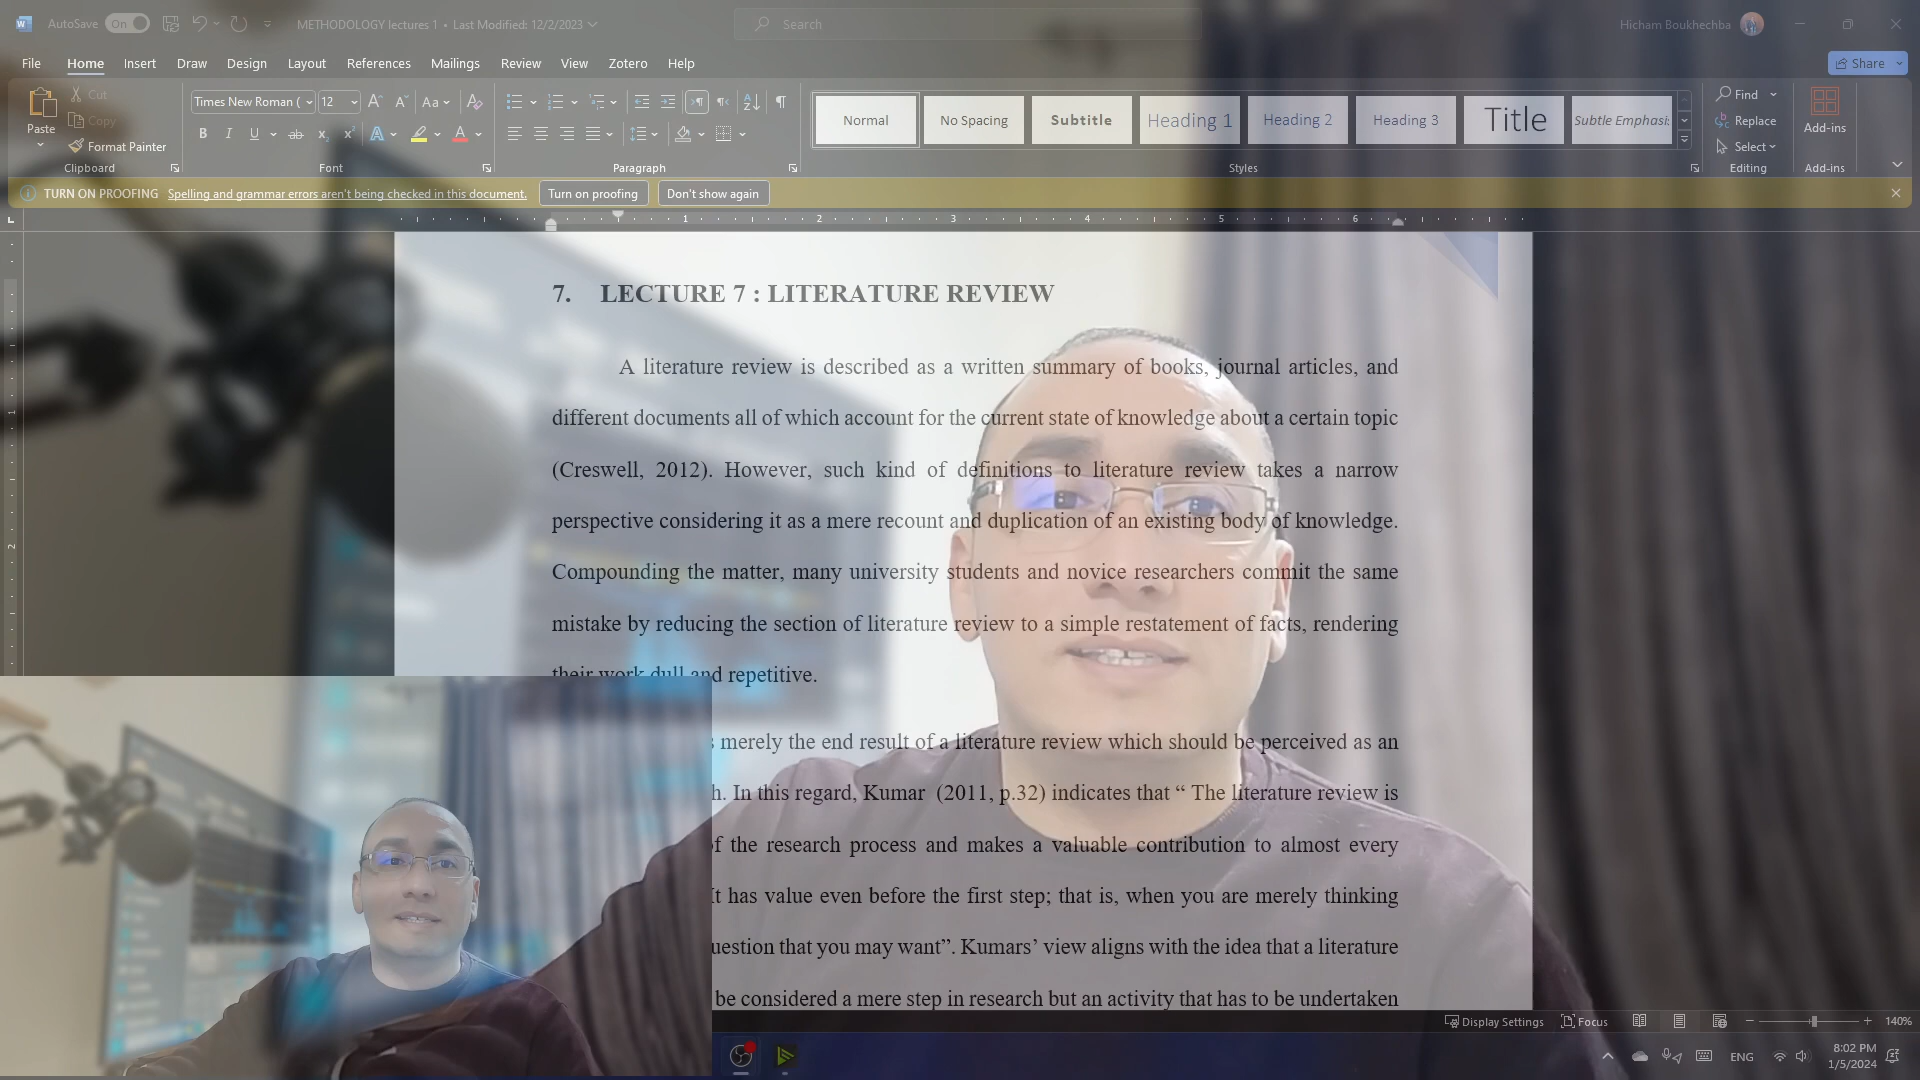 AutoSave On METHODOLOGY lectures 1 • Last Modified: 12/2/2023 Search Hicham Boukhechba
File Home Insert Draw Design Layout References Mailings Review View Zotero Help Share
Paste Cut Copy Format Painter
Times New Roman ( 12
Normal No Spacing Subtitle Heading 1 Heading 2 Heading 3 Title Subtle Emphasi
Find Replace Select
Add-ins
Clipboard Font Paragraph Styles Editing Add-ins
TURN ON PROOFING Spelling and grammar errors aren't being checked in this document. Turn on proofing Don't show again
1 2 3 4 5 6
7. LECTURE 7 : LITERATURE REVIEW
A literature review is described as a written summary of books, journal articles, and
different documents all of which account for the current state of knowledge about a certain topic
(Creswell, 2012). However, such kind of definitions to literature review takes a narrow
perspective considering it as a mere recount and duplication of an existing body of knowledge.
Compounding the matter, many university students and novice researchers commit the same
mistake by reducing the section of literature review to a simple restatement of facts, rendering
their work dull and repetitive.
merely the end result of a literature review which should be perceived as an
In this regard, Kumar (2011, p.32) indicates that “ The literature review is
the research process and makes a valuable contribution to almost every
has value even before the first step; that is, when you are merely thinking
that you may want”. Kumars’ view aligns with the idea that a literature
be considered a mere step in research but an activity that has to be undertaken
Display Settings Focus 140%
ENG 8:02 PM
1/5/2024